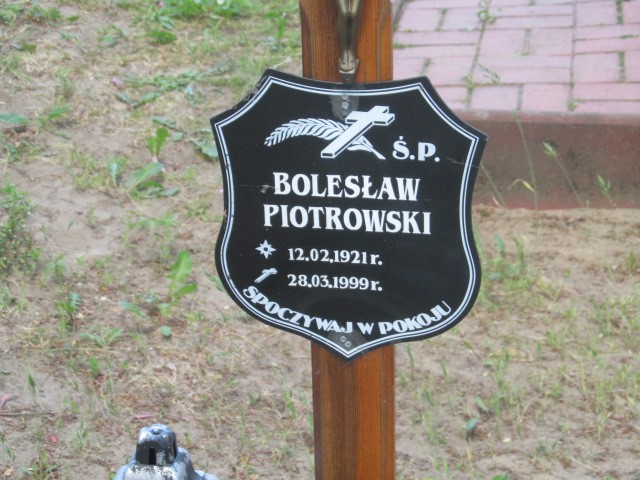 Ś.P.
BOLESŁAW
PIOTROWSKI
12.02.1921 r.
28.03.1999 r.
SPOCZYWAJ W POKOJU